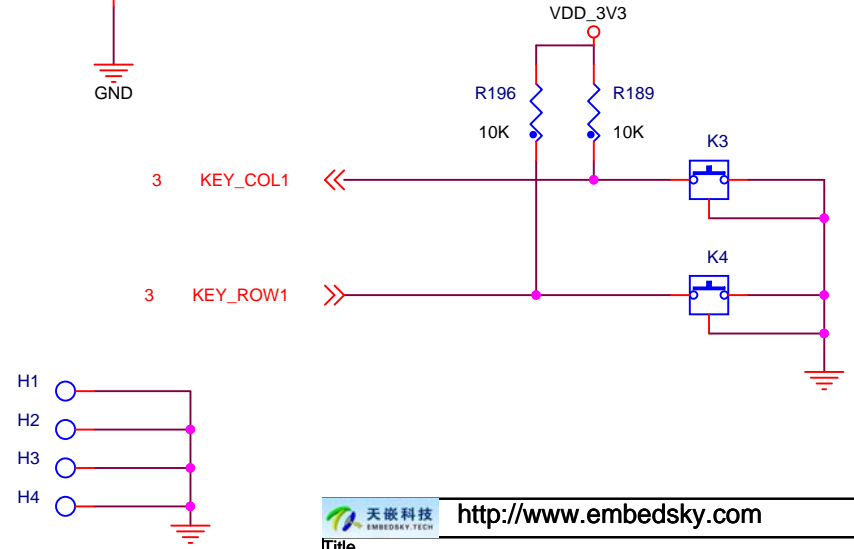 VDD_3V3
GND
R196
R189
10K
10K
K3
3 KEY_COL1
K4
3 KEY_ROW1
H1
H2
H3
H4
天嵌科技
EMBEDSKY.TECH
http://www.embedsky.com
Title